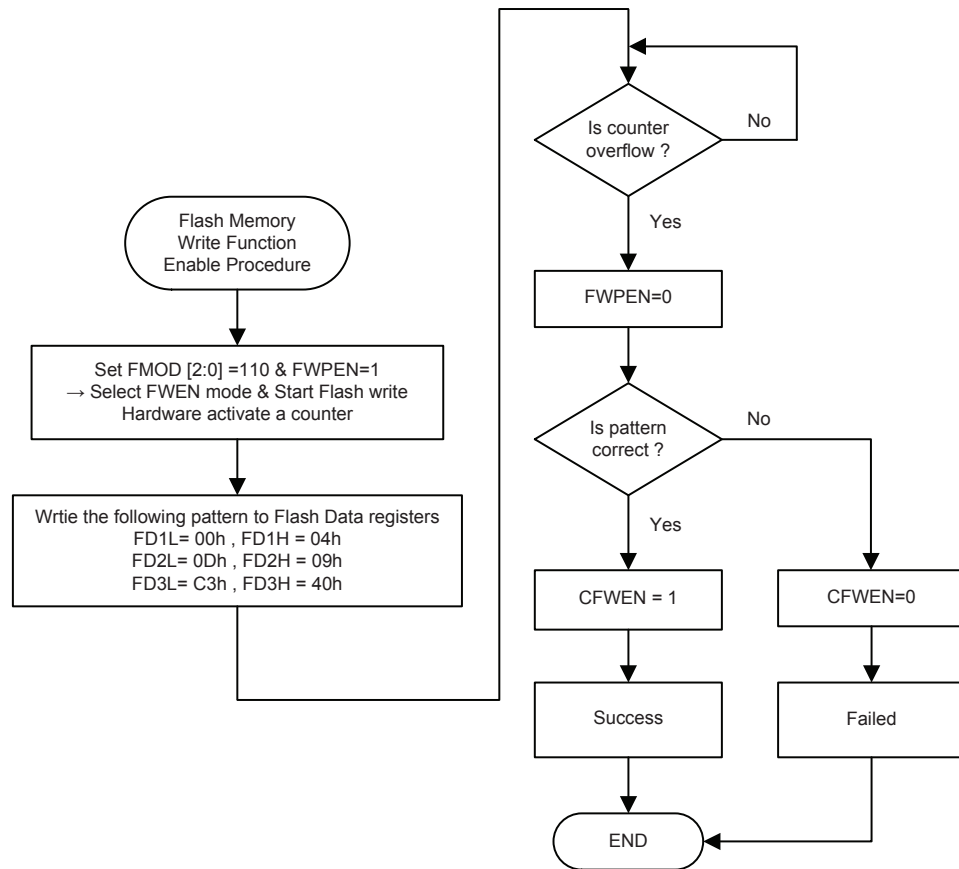 Flash Memory
Write Function
Enable Procedure
Set FMOD [2:0] =110 & FWPEN=1
→ Select FWEN mode & Start Flash write
Hardware activate a counter
Wrtie the following pattern to Flash Data registers
FD1L= 00h , FD1H = 04h
FD2L= 0Dh , FD2H = 09h
FD3L= C3h , FD3H = 40h
Is counter
overflow ?
No
Yes
FWPEN=0
Is pattern
correct ?
No
Yes
CFWEN = 1
CFWEN=0
Success
Failed
END